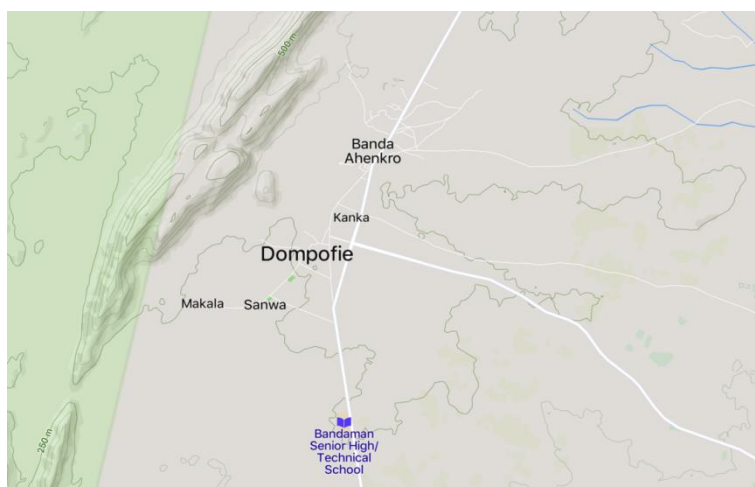 500 m
Banda
Ahenkro
Kanka
Dompofie
Makala
Sanwa
Bandaman
Senior High/
Technical
School
250 m